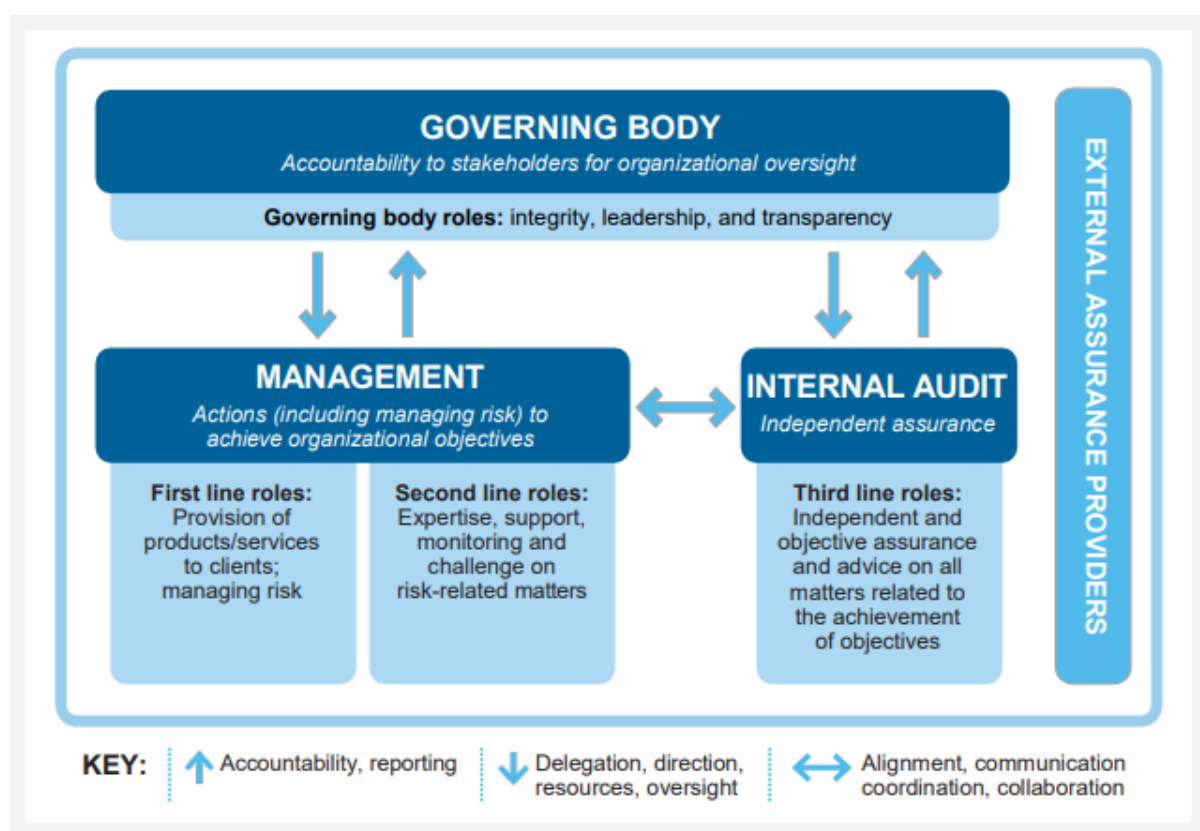 GOVERNING BODY
Accountability to stakeholders for organizational oversight
Governing body roles: integrity, leadership, and transparency
MANAGEMENT
Actions (including managing risk) to
achieve organizational objectives
First line roles:
Provision of
products/services
to clients;
managing risk
Second line roles:
Expertise, support,
monitoring and
challenge on
risk-related matters
INTERNAL AUDIT
Independent assurance
Third line roles:
Independent and
objective assurance
and advice on all
matters related to
the achievement
of objectives
EXTERNAL ASSURANCE PROVIDERS
KEY:
Accountability, reporting
Delegation, direction,
resources, oversight
Alignment, communication
coordination, collaboration